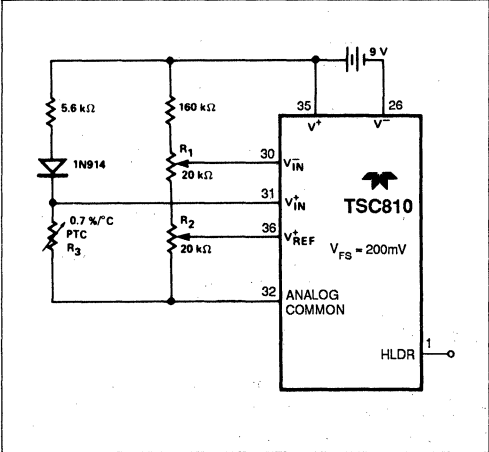 9 V
35
26
V+
V−
5.6 kΩ
160 kΩ
R1
20 kΩ
30
V−IN
1N914
31
V+IN
TSC810
0.7 %/°C
PTC
R3
R2
20 kΩ
36
V+REF
VFS = 200mV
32
ANALOG
COMMON
HLDR
1